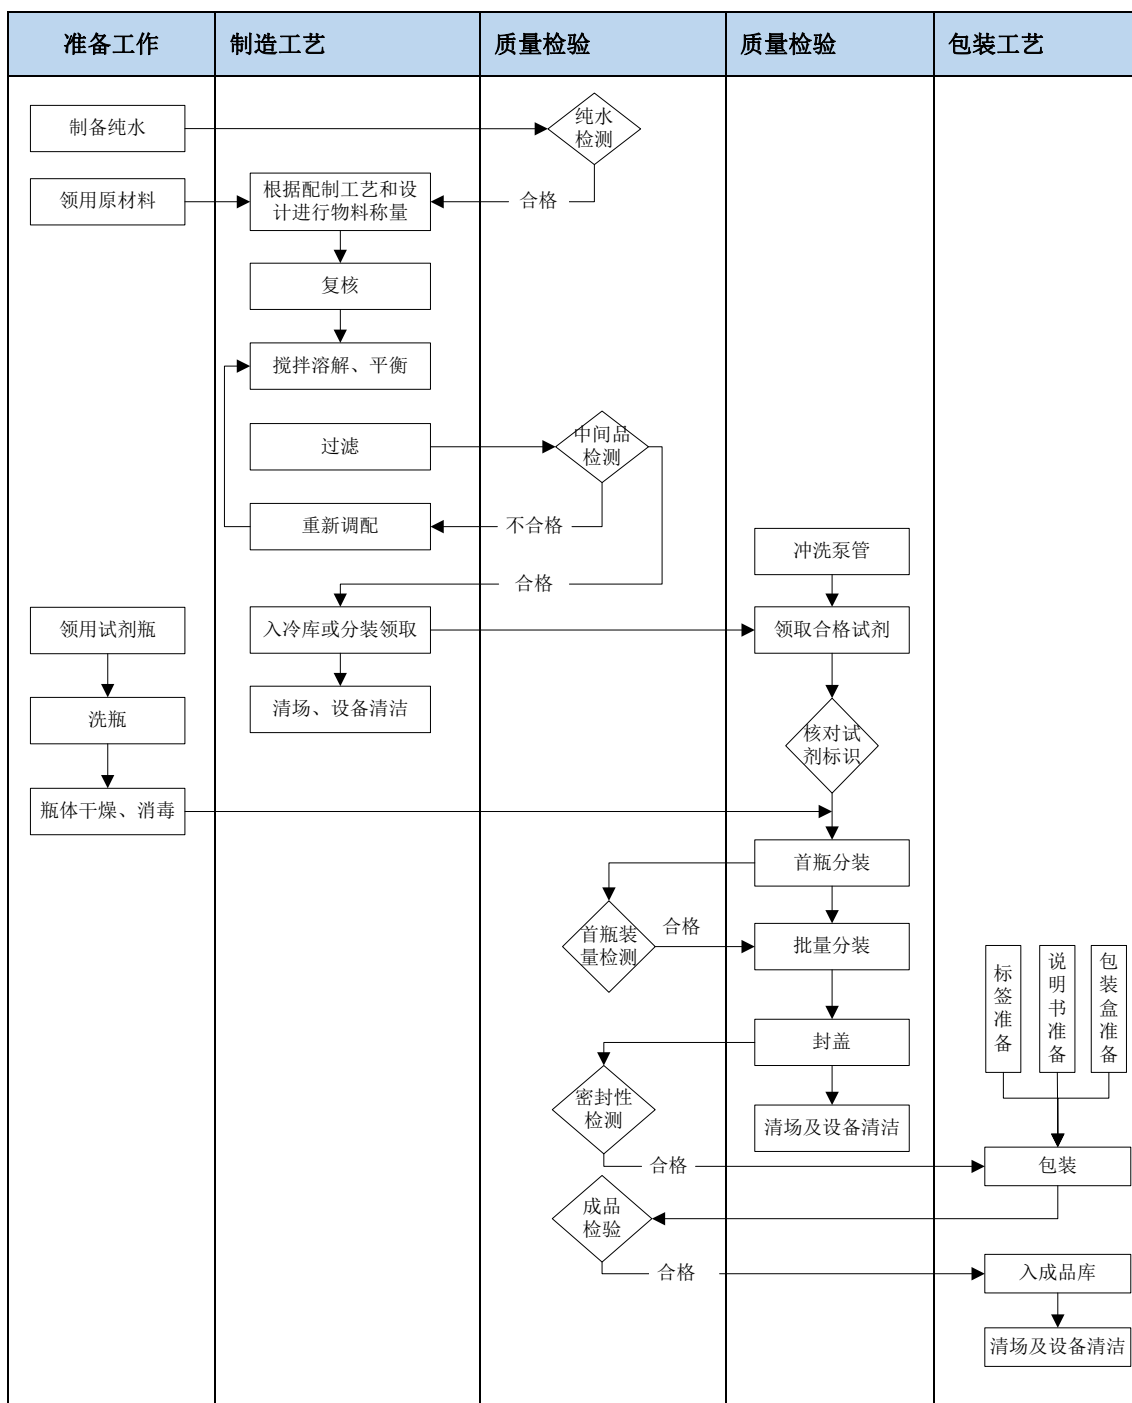 准备工作
制造工艺
质量检验
质量检验
包装工艺
制备纯水
纯水
检测
领用原材料
根据配制工艺和设
计进行物料称量
合格
复核
搅拌溶解、平衡
过滤
中间品
检测
重新调配
不合格
冲洗泵管
合格
领用试剂瓶
入冷库或分装领取
领取合格试剂
洗瓶
清场、设备清洁
核对试
剂标识
瓶体干燥、消毒
首瓶分装
首瓶装
量检测
合格
批量分装
标签准备
说明书准备
包装盒准备
封盖
密封性
检测
清场及设备清洁
合格
包装
成品
检验
合格
入成品库
清场及设备清洁